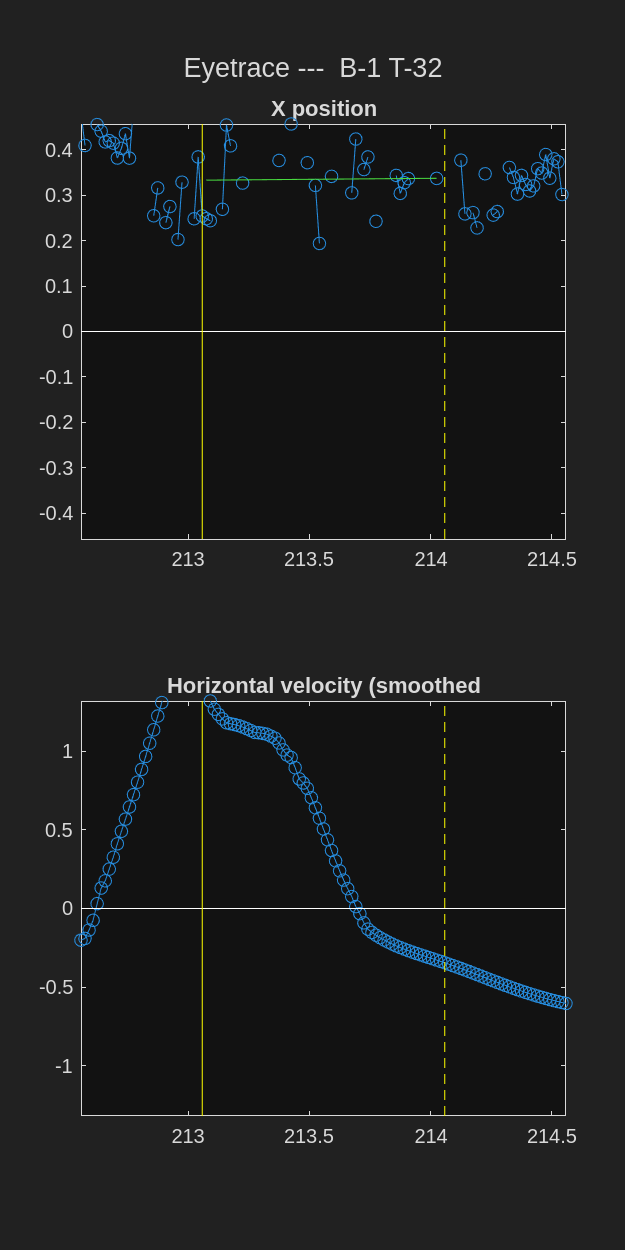 Eyetrace ---  B-1 T-32
X position
0.4
0.3
0.2
0.1
0
-0.1
-0.2
-0.3
-0.4
213 213.5 214 214.5
Horizontal velocity (smoothed
1
0.5
0
-0.5
-1
213 213.5 214 214.5